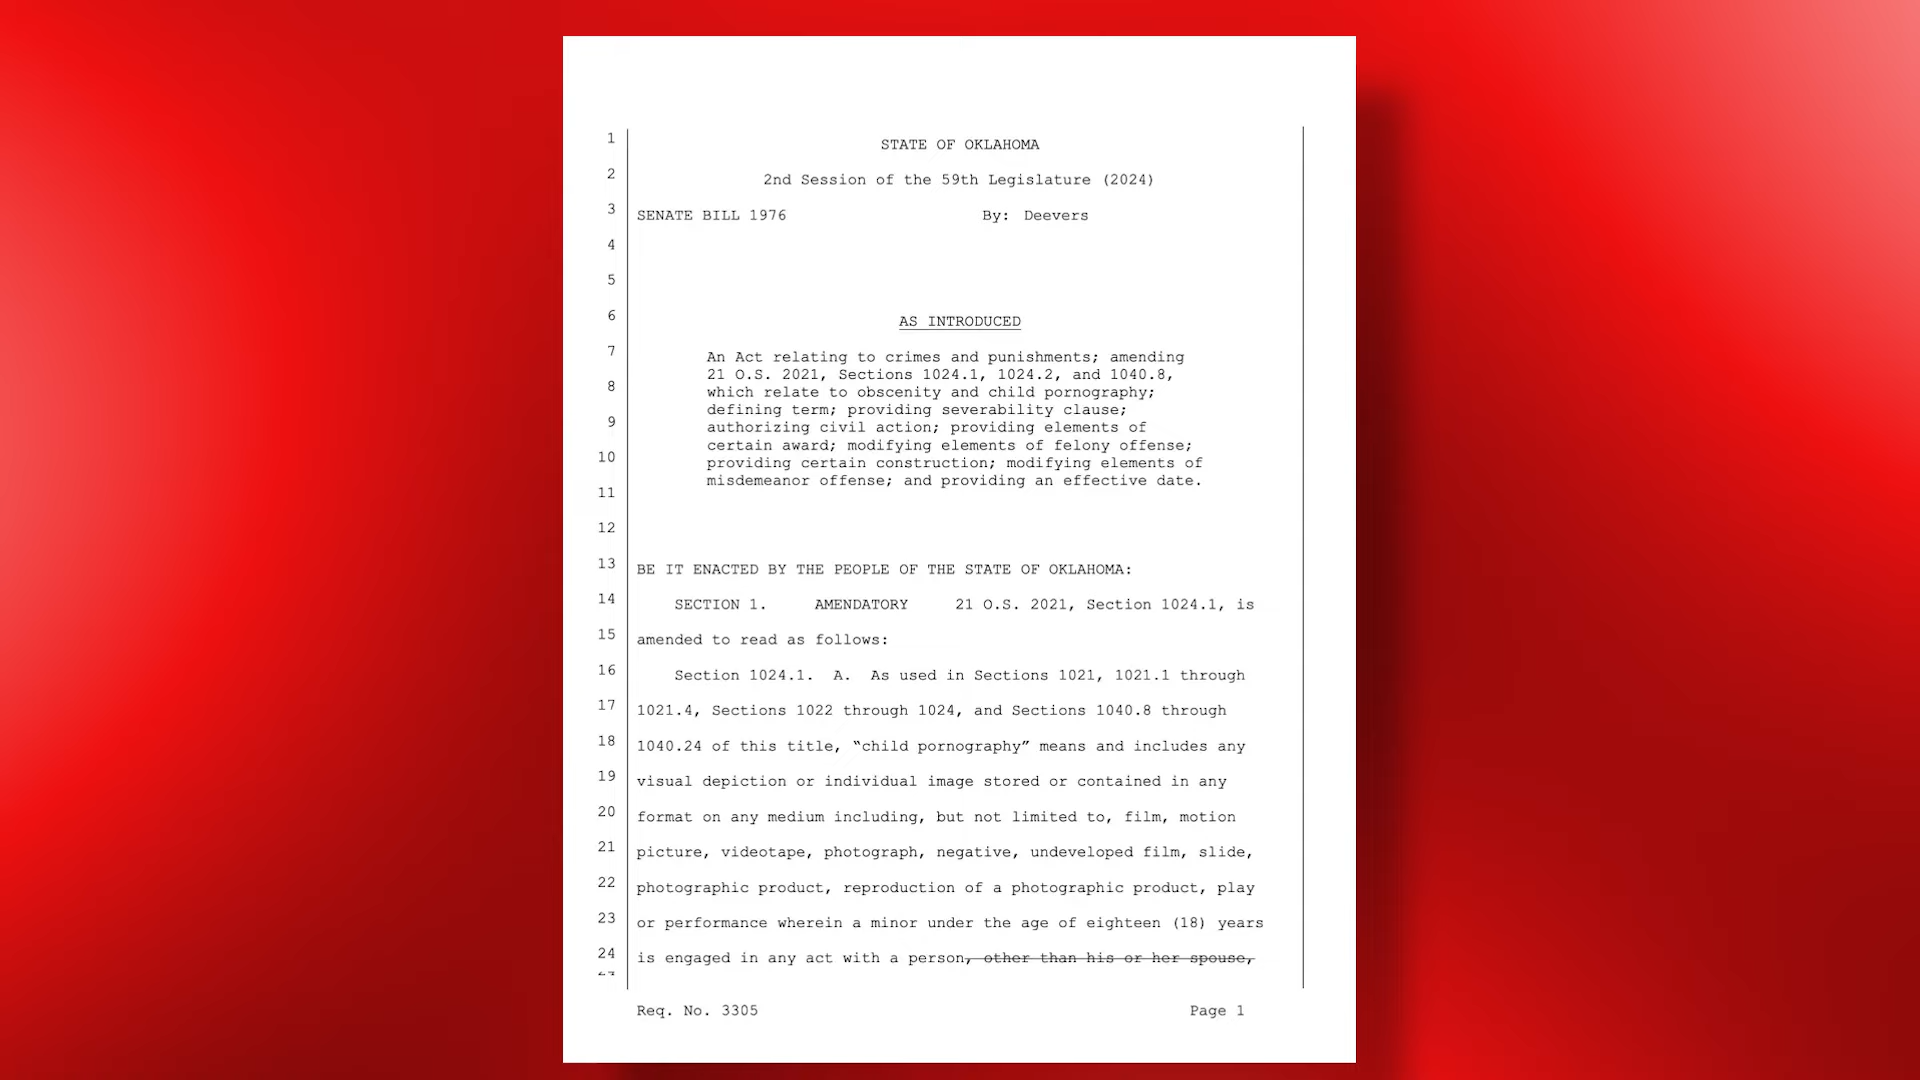 1
STATE OF OKLAHOMA
2
2nd Session of the 59th Legislature (2024)
3
SENATE BILL 1976 By: Deevers
4
5
6
AS INTRODUCED
7
An Act relating to crimes and punishments; amending
21 O.S. 2021, Sections 1024.1, 1024.2, and 1040.8,
8
which relate to obscenity and child pornography;
defining term; providing severability clause;
9
authorizing civil action; providing elements of
certain award; modifying elements of felony offense;
10
providing certain construction; modifying elements of
misdemeanor offense; and providing an effective date.
11
12
13
BE IT ENACTED BY THE PEOPLE OF THE STATE OF OKLAHOMA:
14
SECTION 1. AMENDATORY 21 O.S. 2021, Section 1024.1, is
15
amended to read as follows:
16
Section 1024.1. A. As used in Sections 1021, 1021.1 through
17
1021.4, Sections 1022 through 1024, and Sections 1040.8 through
18
1040.24 of this title, “child pornography” means and includes any
19
visual depiction or individual image stored or contained in any
20
format on any medium including, but not limited to, film, motion
21
picture, videotape, photograph, negative, undeveloped film, slide,
22
photographic product, reproduction of a photographic product, play
23
or performance wherein a minor under the age of eighteen (18) years
24
is engaged in any act with a person, other than his or her spouse,
Req. No. 3305 Page 1